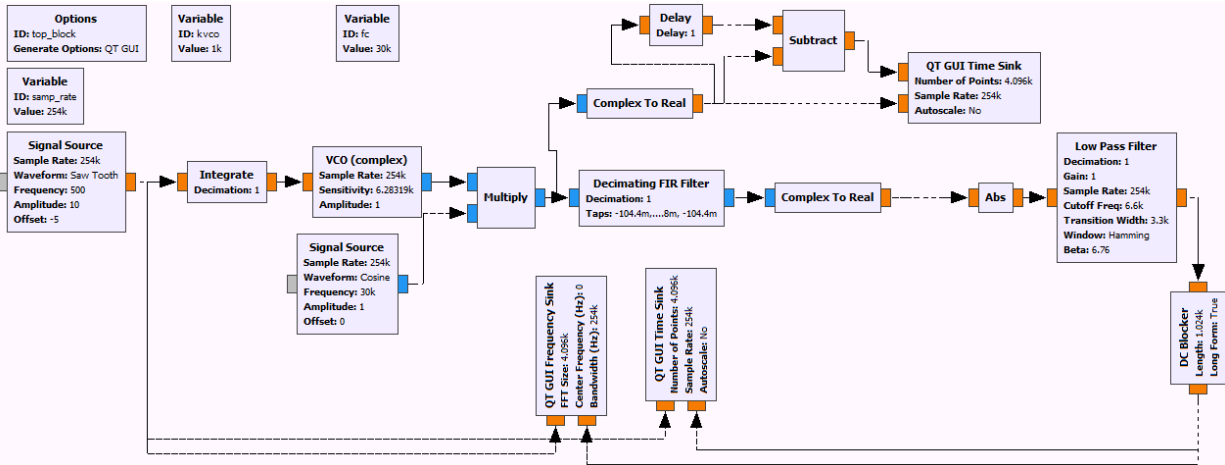 Options
ID: top_block
Generate Options: QT GUI
Variable
ID: kvco
Value: 1k
Variable
ID: fc
Value: 30k
Variable
ID: samp_rate
Value: 254k
Delay
Delay: 1
Subtract
QT GUI Time Sink
Number of Points: 4.096k
Sample Rate: 254k
Autoscale: No
Complex To Real
Signal Source
Sample Rate: 254k
Waveform: Saw Tooth
Frequency: 500
Amplitude: 10
Offset: -5
Integrate
Decimation: 1
VCO (complex)
Sample Rate: 254k
Sensitivity: 6.28319k
Amplitude: 1
Multiply
Decimating FIR Filter
Decimation: 1
Taps: -104.4m,....8m, -104.4m
Complex To Real
Abs
Low Pass Filter
Decimation: 1
Gain: 1
Sample Rate: 254k
Cutoff Freq: 6.6k
Transition Width: 3.3k
Window: Hamming
Beta: 6.76
Signal Source
Sample Rate: 254k
Waveform: Cosine
Frequency: 30k
Amplitude: 1
Offset: 0
QT GUI Frequency Sink
FFT Size: 4.096k
Center Frequency (Hz): 0
Bandwidth (Hz): 254k
QT GUI Time Sink
Number of Points: 4.096k
Sample Rate: 254k
Autoscale: No
DC Blocker
Length: 1.024k
Long Form: True